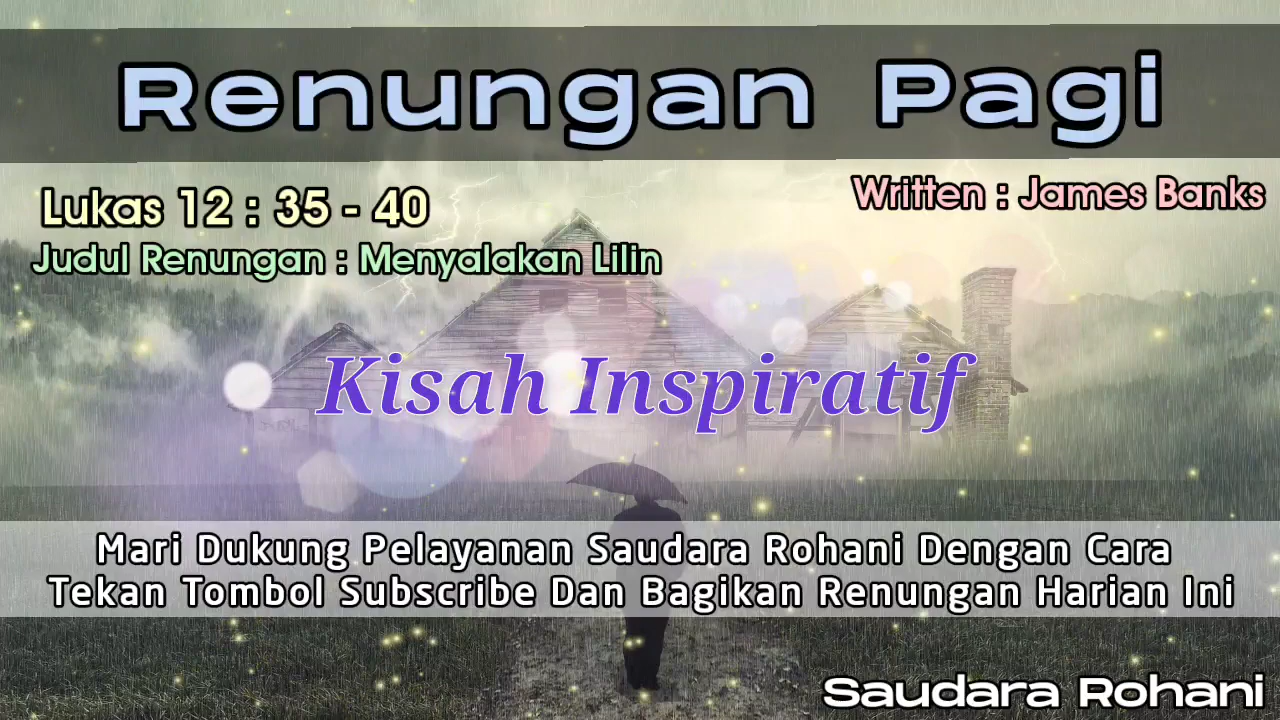 Renungan Pagi
Lukas 12 : 35 - 40
Written : James Banks
Judul Renungan : Menyalakan Lilin
Kisah Inspiratif
Mari Dukung Pelayanan Saudara Rohani Dengan Cara
Tekan Tombol Subscribe Dan Bagikan Renungan Harian Ini
Saudara Rohani